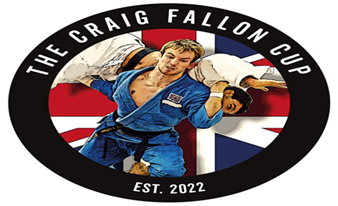 THE CRAIG FALLON CUP
EST. 2022